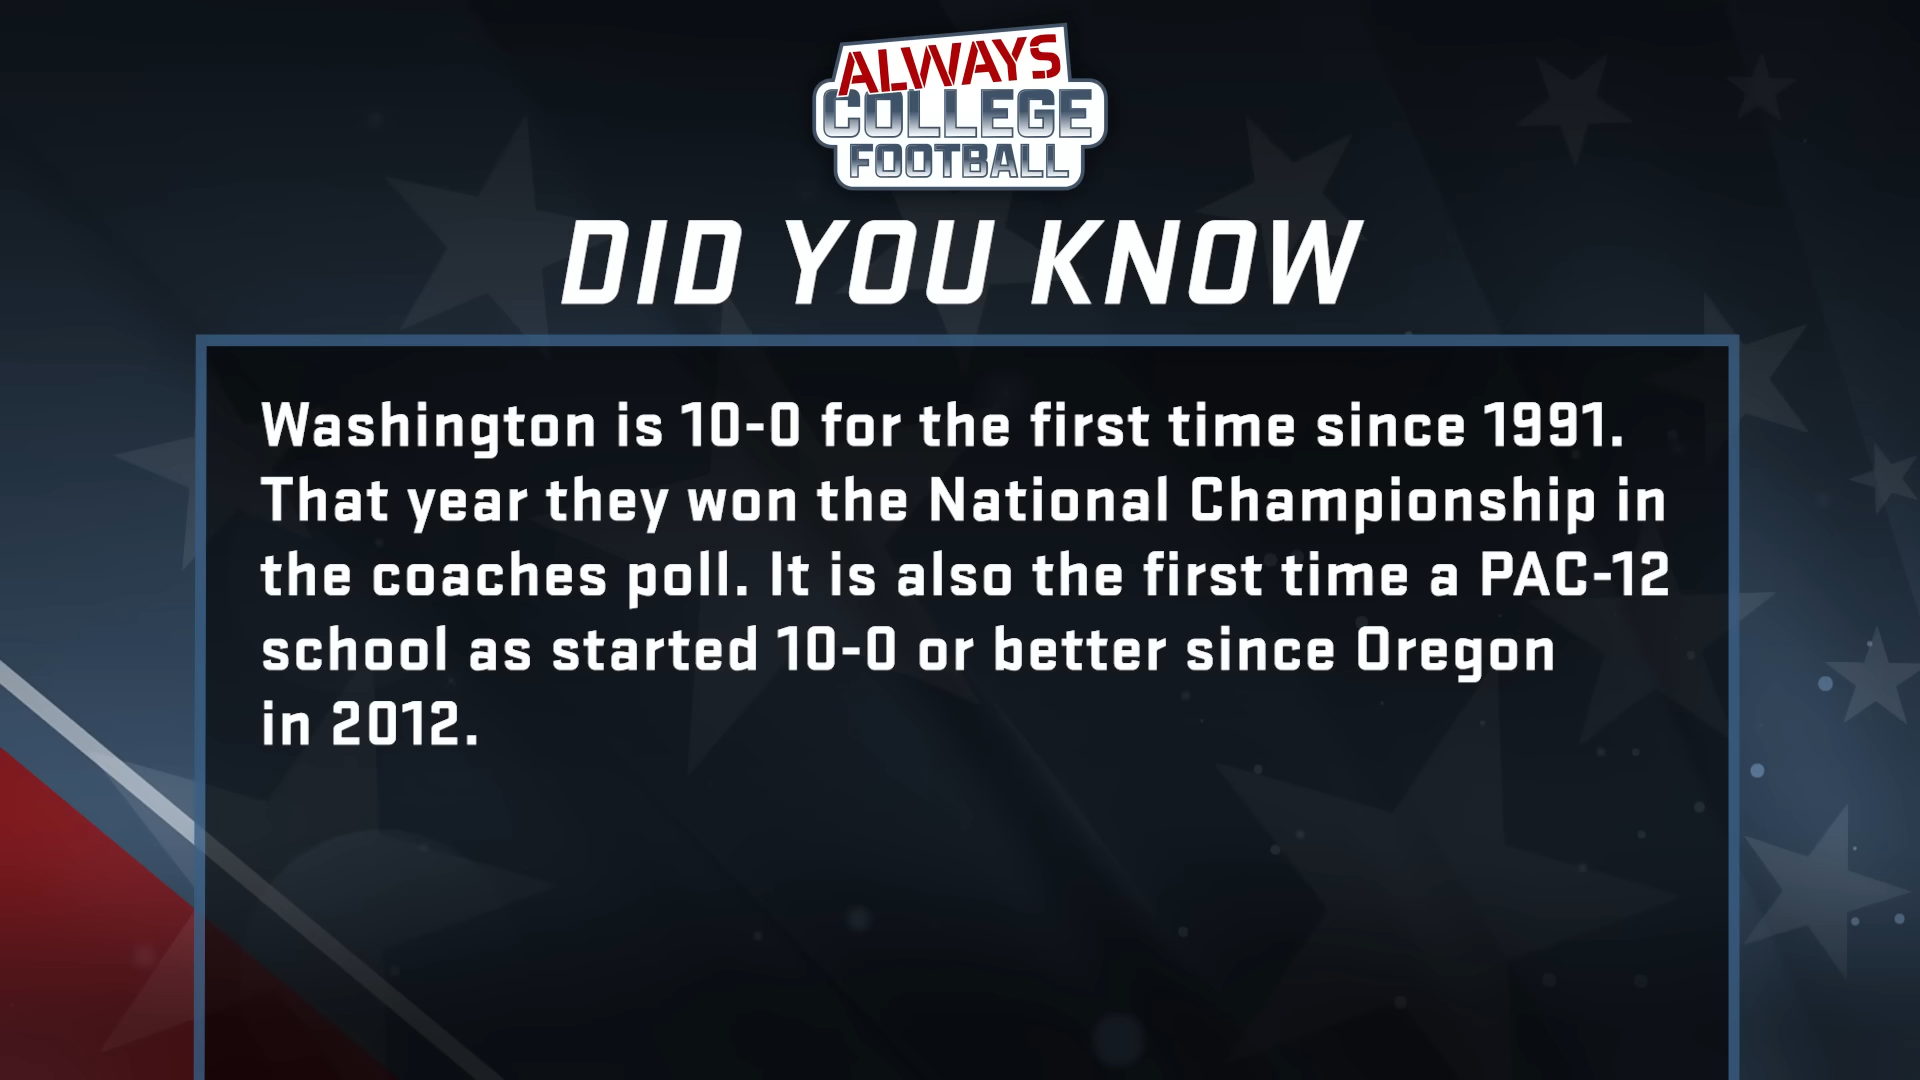 ALWAYS
COLLEGE
FOOTBALL
DID YOU KNOW
Washington is 10-0 for the first time since 1991.
That year they won the National Championship in
the coaches poll. It is also the first time a PAC-12
school as started 10-0 or better since Oregon
in 2012.